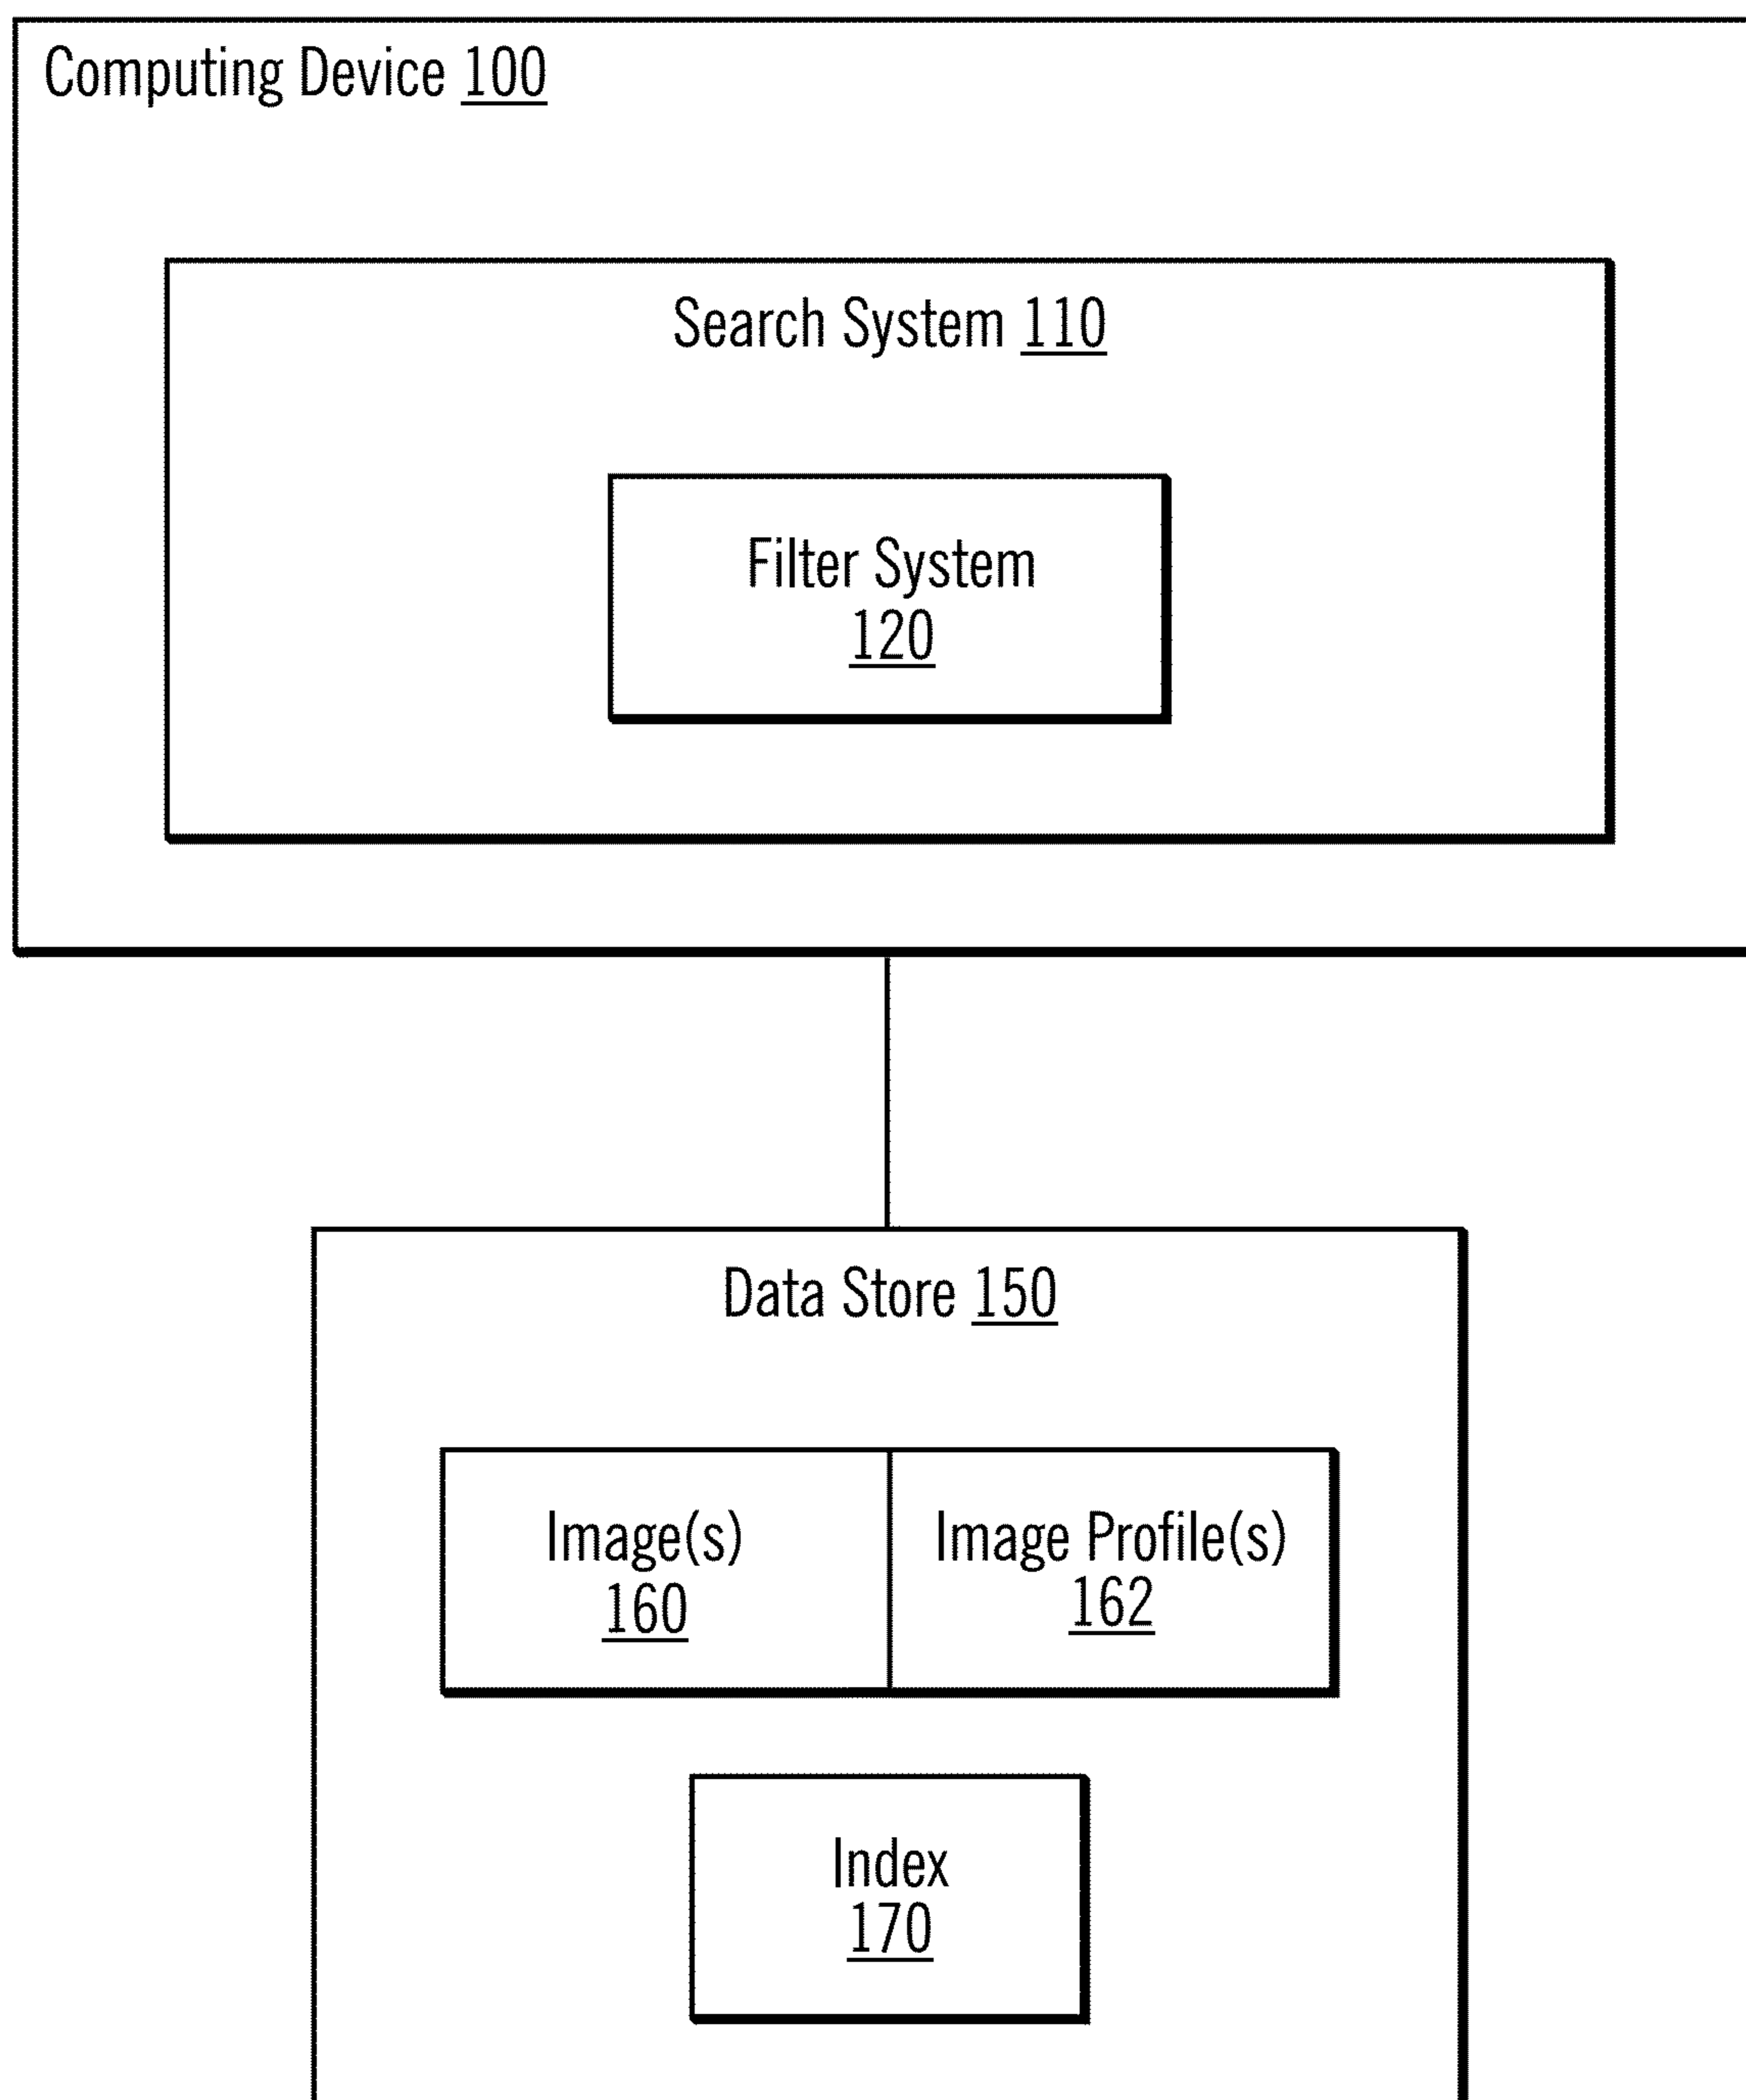 Computing Device 100
Search System 110
Filter System
120
Data Store 150
Image(s)
160
Image Profile(s)
162
Index
170